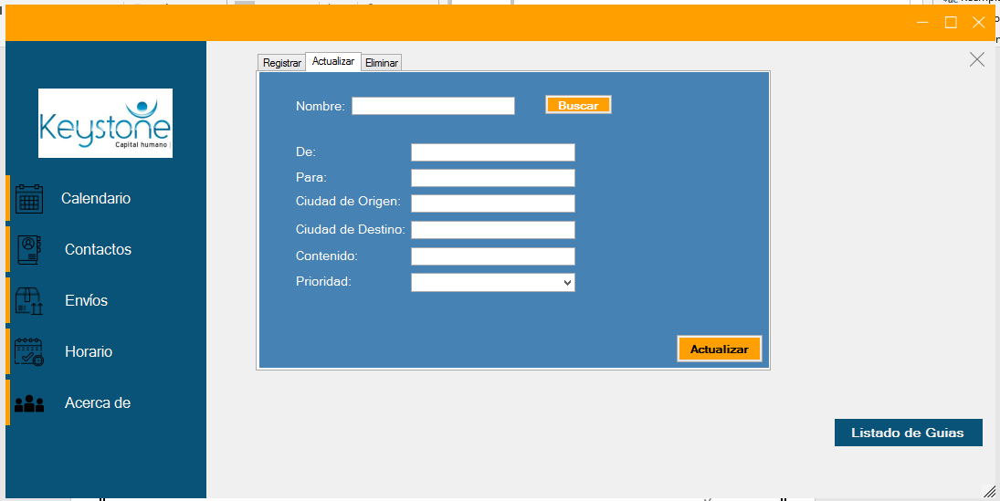 Keystone
Capital humano
Calendario
Contactos
Envíos
Horario
Acerca de
Registrar
Actualizar
Eliminar
Nombre:
Buscar
De:
Para:
Ciudad de Origen:
Ciudad de Destino:
Contenido:
Prioridad:
Actualizar
Listado de Guias